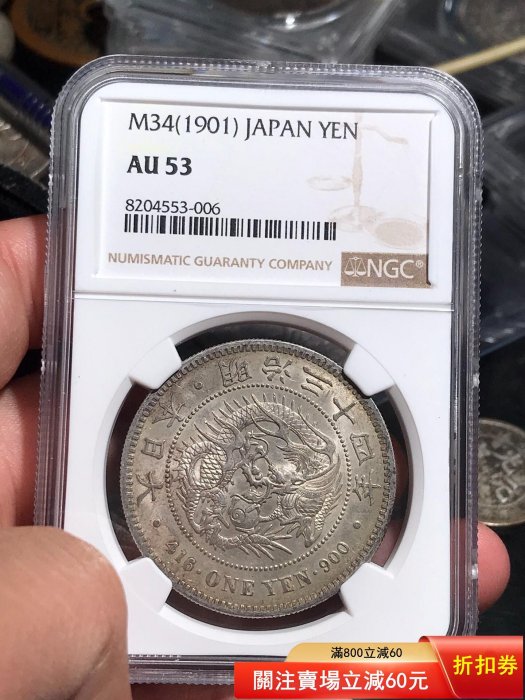 M34(1901) JAPAN YEN
AU 53
8204553-006
NUMISMATIC GUARANTY COMPANY
NGC®
大日本・明治三十四年・
416・ONE YEN・900
滿800立減60
關注賣場立減60元
折扣券